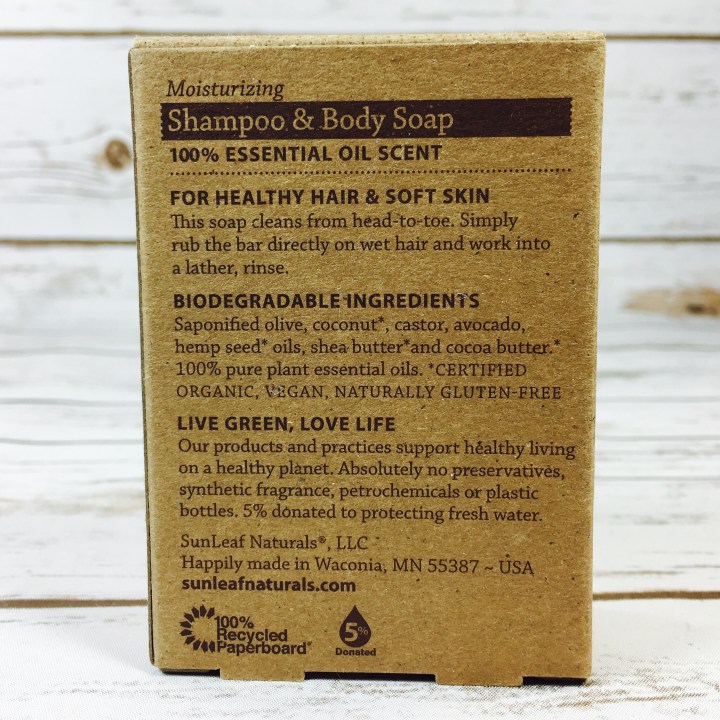 Moisturizing
Shampoo & Body Soap
100% ESSENTIAL OIL SCENT
FOR HEALTHY HAIR & SOFT SKIN
This soap cleans from head-to-toe. Simply
rub the bar directly on wet hair and work into
a lather, rinse.
BIODEGRADABLE INGREDIENTS
Saponified olive, coconut*, castor, avocado,
hemp seed* oils, shea butter*and cocoa butter.*
100% pure plant essential oils. *CERTIFIED
ORGANIC, VEGAN, NATURALLY GLUTEN-FREE
LIVE GREEN, LOVE LIFE
Our products and practices support healthy living
on a healthy planet. Absolutely no preservatives,
synthetic fragrance, petrochemicals or plastic
bottles. 5% donated to protecting fresh water.
SunLeaf Naturals®, LLC
Happily made in Waconia, MN 55387 ~ USA
sunleafnaturals.com
100%
Recycled
Paperboard
5%
Donated